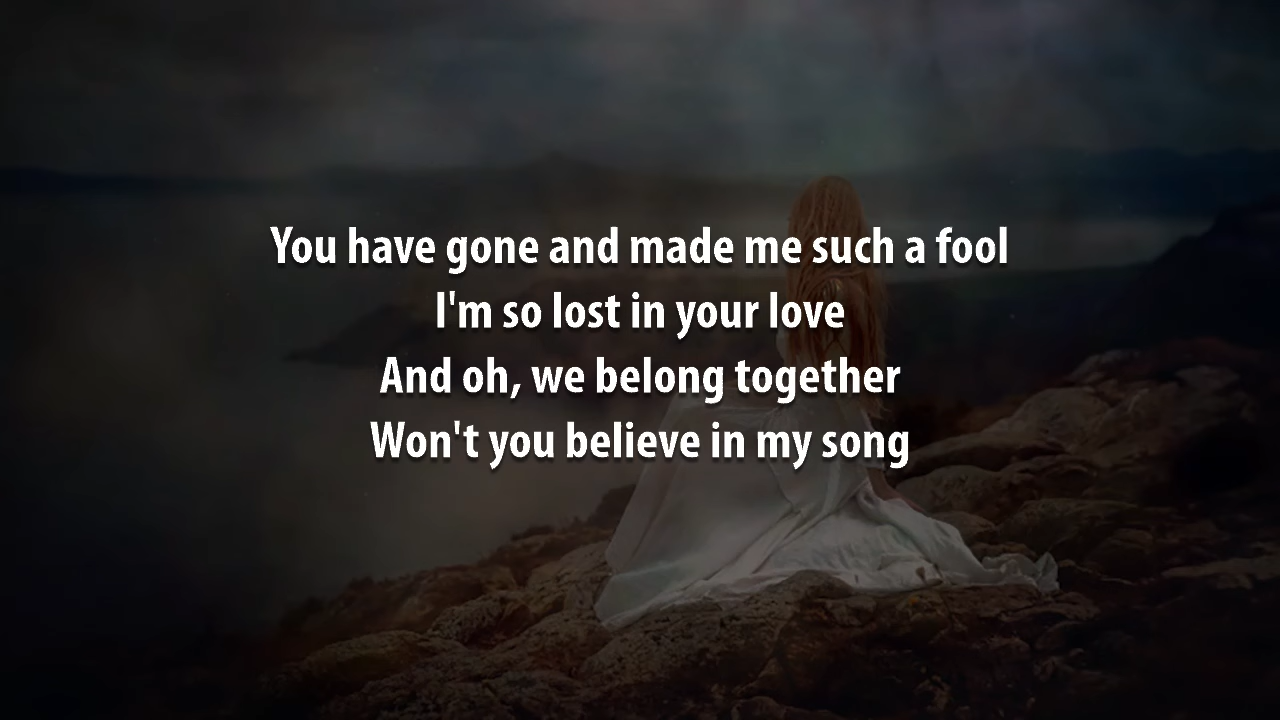 You have gone and made me such a fool
I'm so lost in your love
And oh, we belong together
Won't you believe in my song